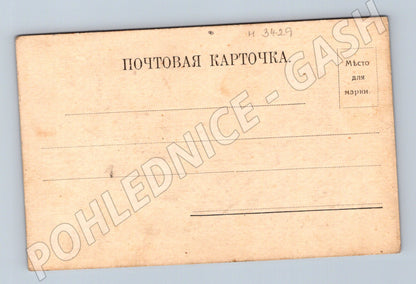 H 3429
ПОЧТОВАЯ КАРТОЧКА.
Мѣсто
для
марки.
POHLEDNICE - GASH